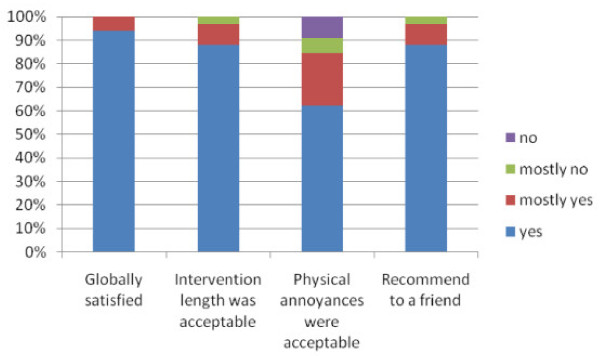 100%
90%
80%
70%
60%
50%
40%
30%
20%
10%
0%
Globally
satisfied
Intervention
length was
acceptable
Physical
annoyances
were
acceptable
Recommend
to a friend
no
mostly no
mostly yes
yes